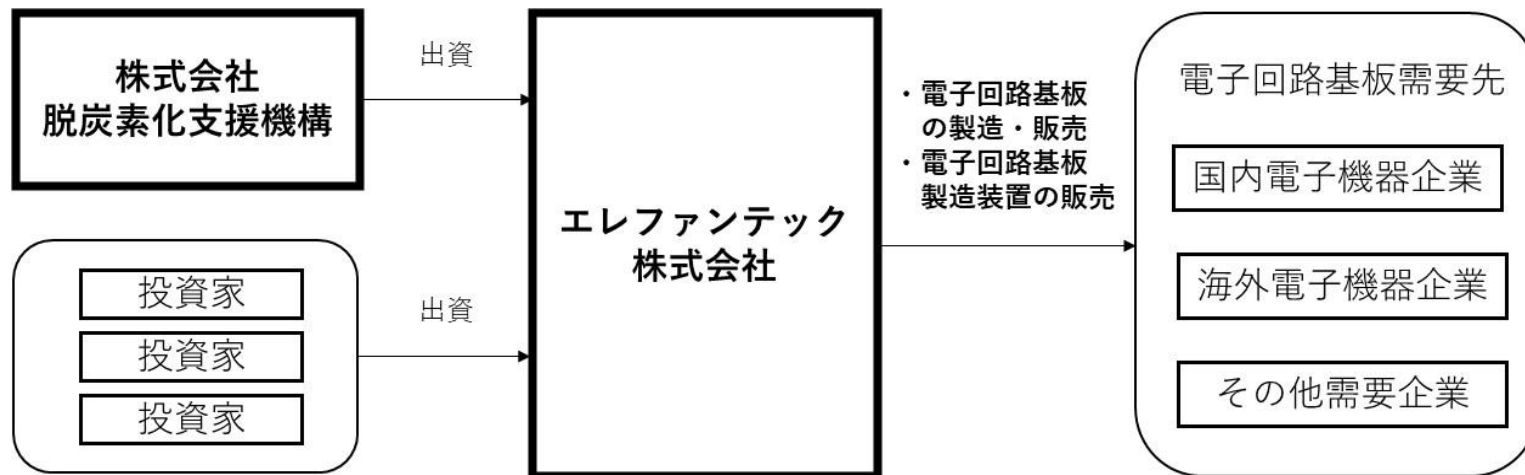 株式会社
脱炭素化支援機構
出資
投資家
投資家
投資家
出資
エレファンテック
株式会社
・電子回路基板
の製造・販売
・電子回路基板
製造装置の販売
電子回路基板需要先
国内電子機器企業
海外電子機器企業
その他需要企業